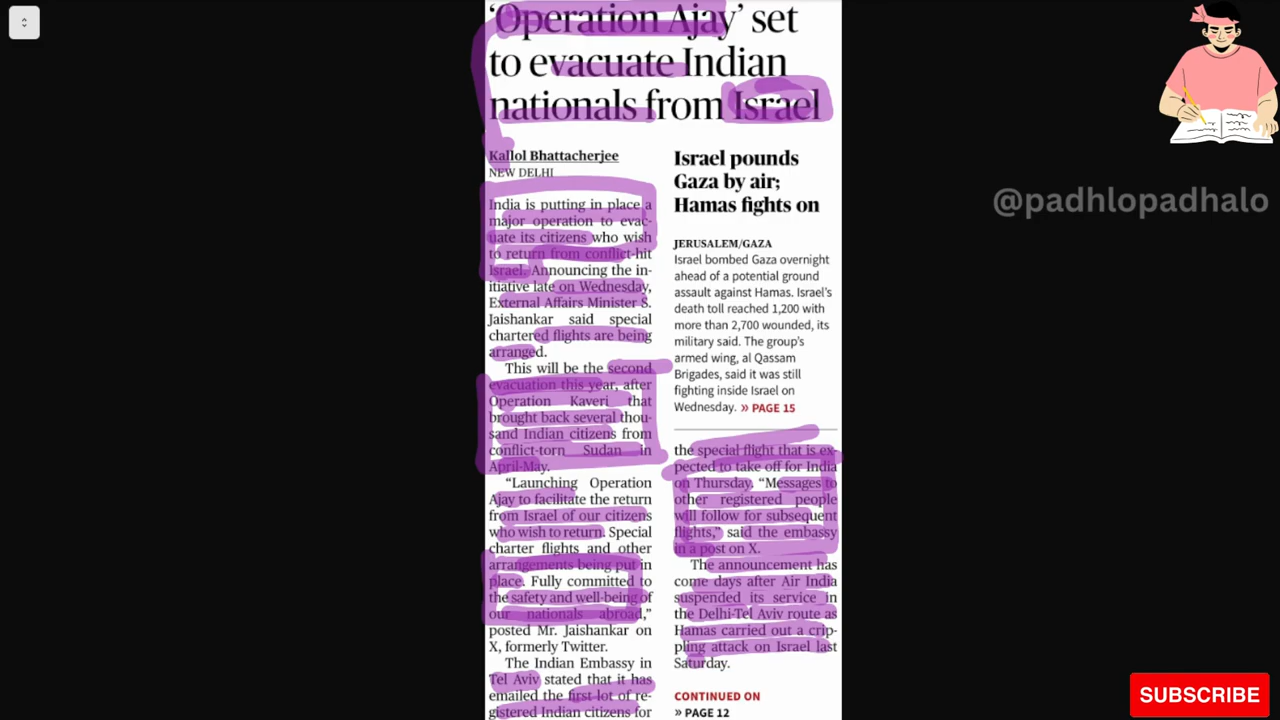 ‘Operation Ajay’ set
to evacuate Indian
nationals from Israel
Kallol Bhattacherjee
NEW DELHI
India is putting in place a
major operation to evac-
uate its citizens who wish
to return from conflict-hit
Israel. Announcing the in-
itiative late on Wednesday,
External Affairs Minister S.
Jaishankar said special
chartered flights are being
arranged.
This will be the second
evacuation this year, after
Operation Kaveri that
brought back several thou-
sand Indian citizens from
conflict-torn Sudan in
April-May.
“Launching Operation
Ajay to facilitate the return
from Israel of our citizens
who wish to return. Special
charter flights and other
arrangements being put in
place. Fully committed to
the safety and well-being of
our nationals abroad,”
posted Mr. Jaishankar on
X, formerly Twitter.
The Indian Embassy in
Tel Aviv stated that it has
emailed the first lot of re-
gistered Indian citizens for
Israel pounds
Gaza by air;
Hamas fights on
JERUSALEM/GAZA
Israel bombed Gaza overnight
ahead of a potential ground
assault against Hamas. Israel’s
death toll reached 1,200 with
more than 2,700 wounded, its
military said. The group’s
armed wing, al Qassam
Brigades, said it was still
fighting inside Israel on
Wednesday. » PAGE 15
the special flight that is ex-
pected to take off for India
on Thursday. “Messages to
other registered people
will follow for subsequent
flights,” said the embassy
in a post on X.
The announcement has
come days after Air India
suspended its service in
the Delhi-Tel Aviv route as
Hamas carried out a crip-
pling attack on Israel last
Saturday.
CONTINUED ON
» PAGE 12
@padhlopadhalo
SUBSCRIBE